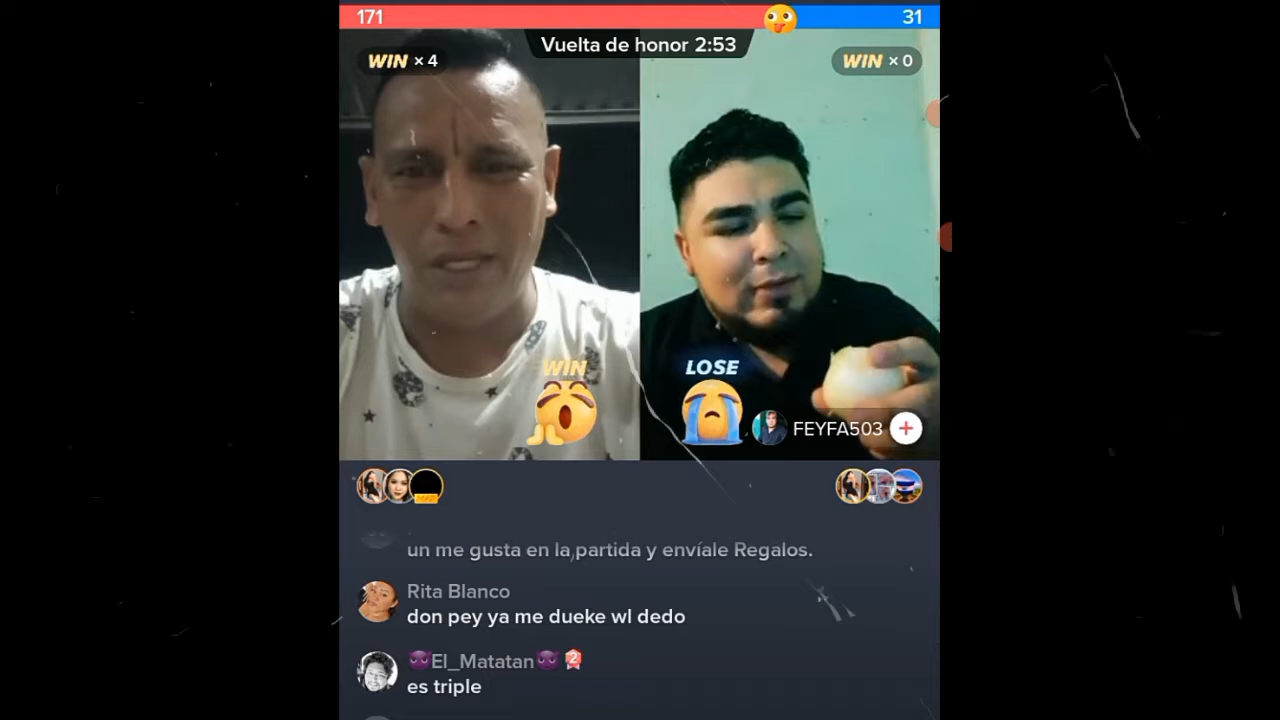 171
31
Vuelta de honor 2:53
WIN × 4
WIN × 0
WIN
LOSE
FEYFA503
un me gusta en la partida y envíale Regalos.
Rita Blanco
don pey ya me dueke wl dedo
El_Matatan
2
es triple